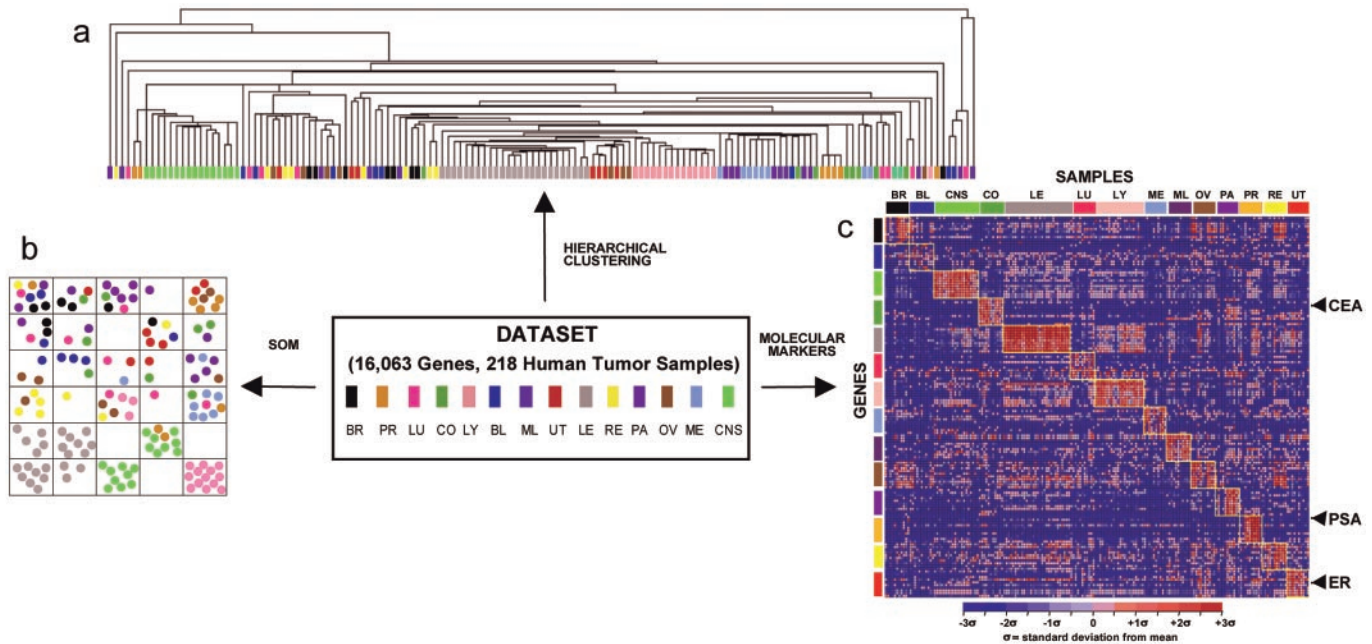 a
SAMPLES
BR BL CNS CO LE LU LY ME ML OV PA PR RE UT
c
HIERARCHICAL
CLUSTERING
b
CEA
DATASET
SOM
MOLECULAR
MARKERS
(16,063 Genes, 218 Human Tumor Samples)
GENES
BR PR LU CO LY BL ML UT LE RE PA OV ME CNS
PSA
ER
-3σ -2σ -1σ 0 +1σ +2σ +3σ
σ = standard deviation from mean